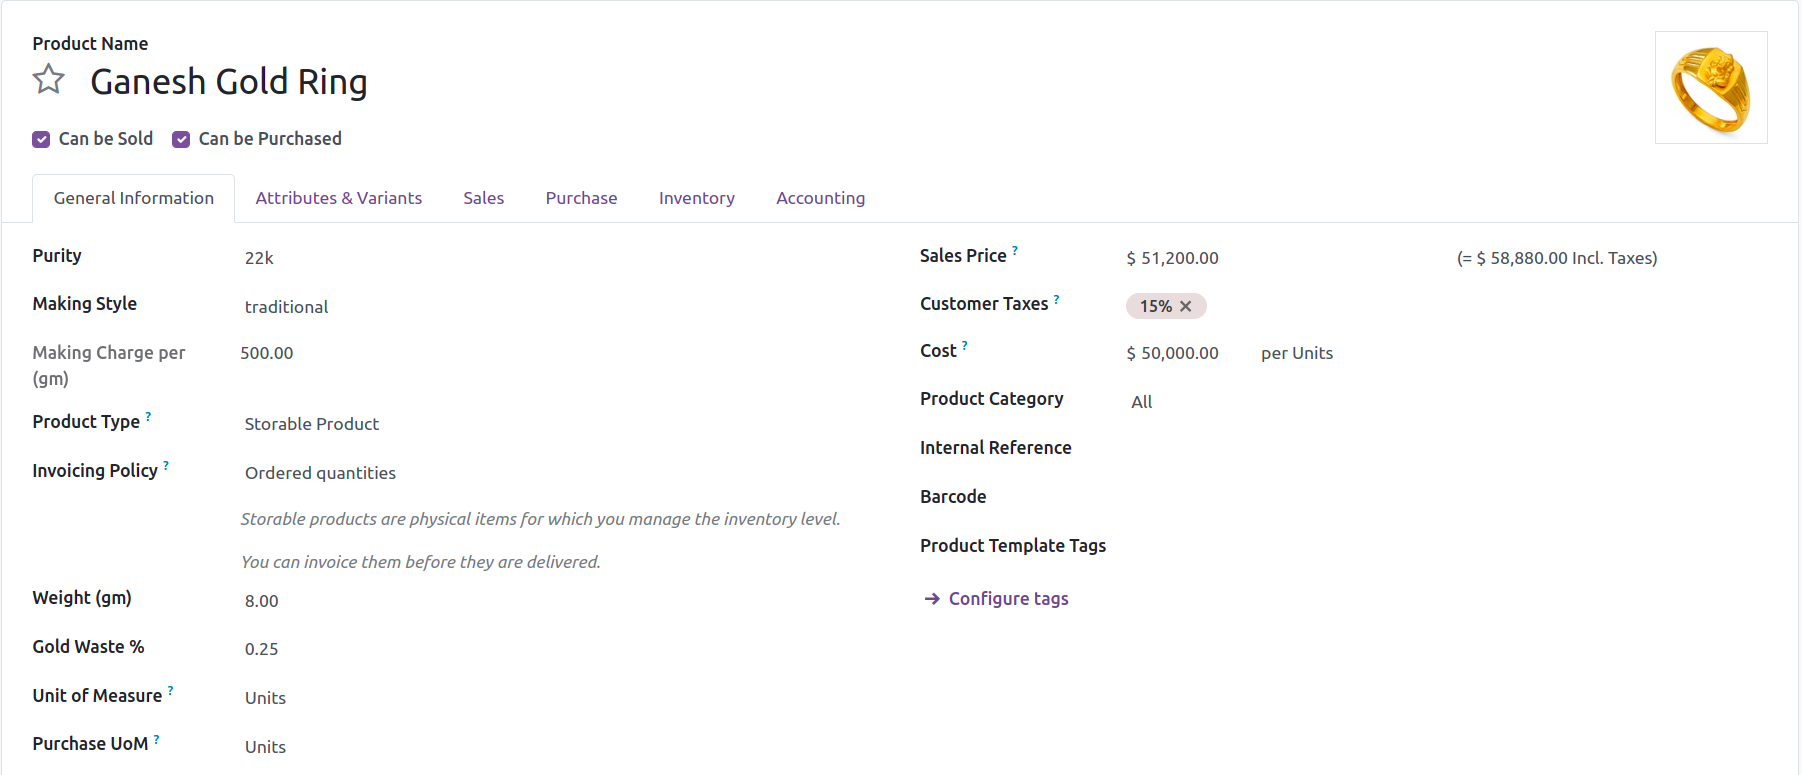 Product Name
Ganesh Gold Ring
Can be Sold Can be Purchased
General Information Attributes & Variants Sales Purchase Inventory Accounting
Purity 22k
Making Style traditional
Making Charge per (gm) 500.00
Product Type ? Storable Product
Invoicing Policy ? Ordered quantities
Storable products are physical items for which you manage the inventory level.
You can invoice them before they are delivered.
Weight (gm) 8.00
Gold Waste % 0.25
Unit of Measure ? Units
Purchase UoM ? Units
Sales Price ? $ 51,200.00 (= $ 58,880.00 Incl. Taxes)
Customer Taxes ? 15% ✕
Cost ? $ 50,000.00 per Units
Product Category All
Internal Reference
Barcode
Product Template Tags
→ Configure tags